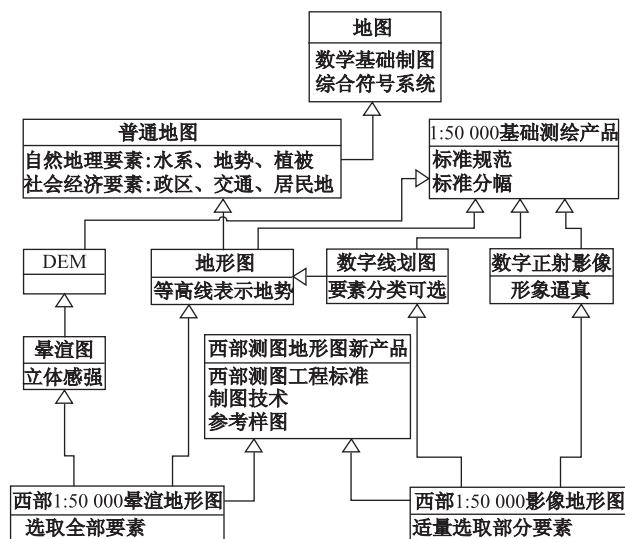 地图
数学基础制图
综合符号系统
普通地图
自然地理要素:水系、地势、植被
社会经济要素:政区、交通、居民地
1:50 000基础测绘产品
标准规范
标准分幅
DEM
地形图
等高线表示地势
数字线划图
要素分类可选
数字正射影像
形象逼真
晕渲图
立体感强
西部测图地形图新产品
西部测图工程标准
制图技术
参考样图
西部1:50 000晕渲地形图
选取全部要素
西部1:50 000影像地形图
适量选取部分要素